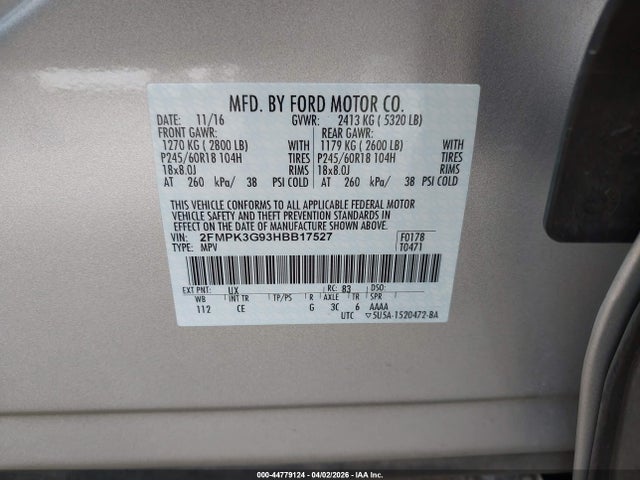 MFD. BY FORD MOTOR CO.
DATE: 11/16 GVWR: 2413 KG ( 5320 LB)
FRONT GAWR: REAR GAWR:
1270 KG ( 2800 LB) WITH 1179 KG ( 2600 LB) WITH
P245/60R18 104H TIRES P245/60R18 104H TIRES
18x8.0J RIMS 18x8.0J RIMS
AT 260 kPa/ 38 PSI COLD AT 260 kPa/ 38 PSI COLD
THIS VEHICLE CONFORMS TO ALL APPLICABLE FEDERAL MOTOR
VEHICLE SAFETY AND THEFT PREVENTION STANDARDS IN
EFFECT ON THE DATE OF MANUFACTURE SHOWN ABOVE.
VIN: 2FMPK3G93HBB17527 F0178
TYPE: MPV T0471
EXT PNT: UX RC: 83 DSO:
WB INT TR TP/PS R AXLE TR SPR
112 CE G 3C 6 AAAA
UTC ▽5U5A-1520472-BA
000-44779124 - 04/02/2026 - IAA Inc.